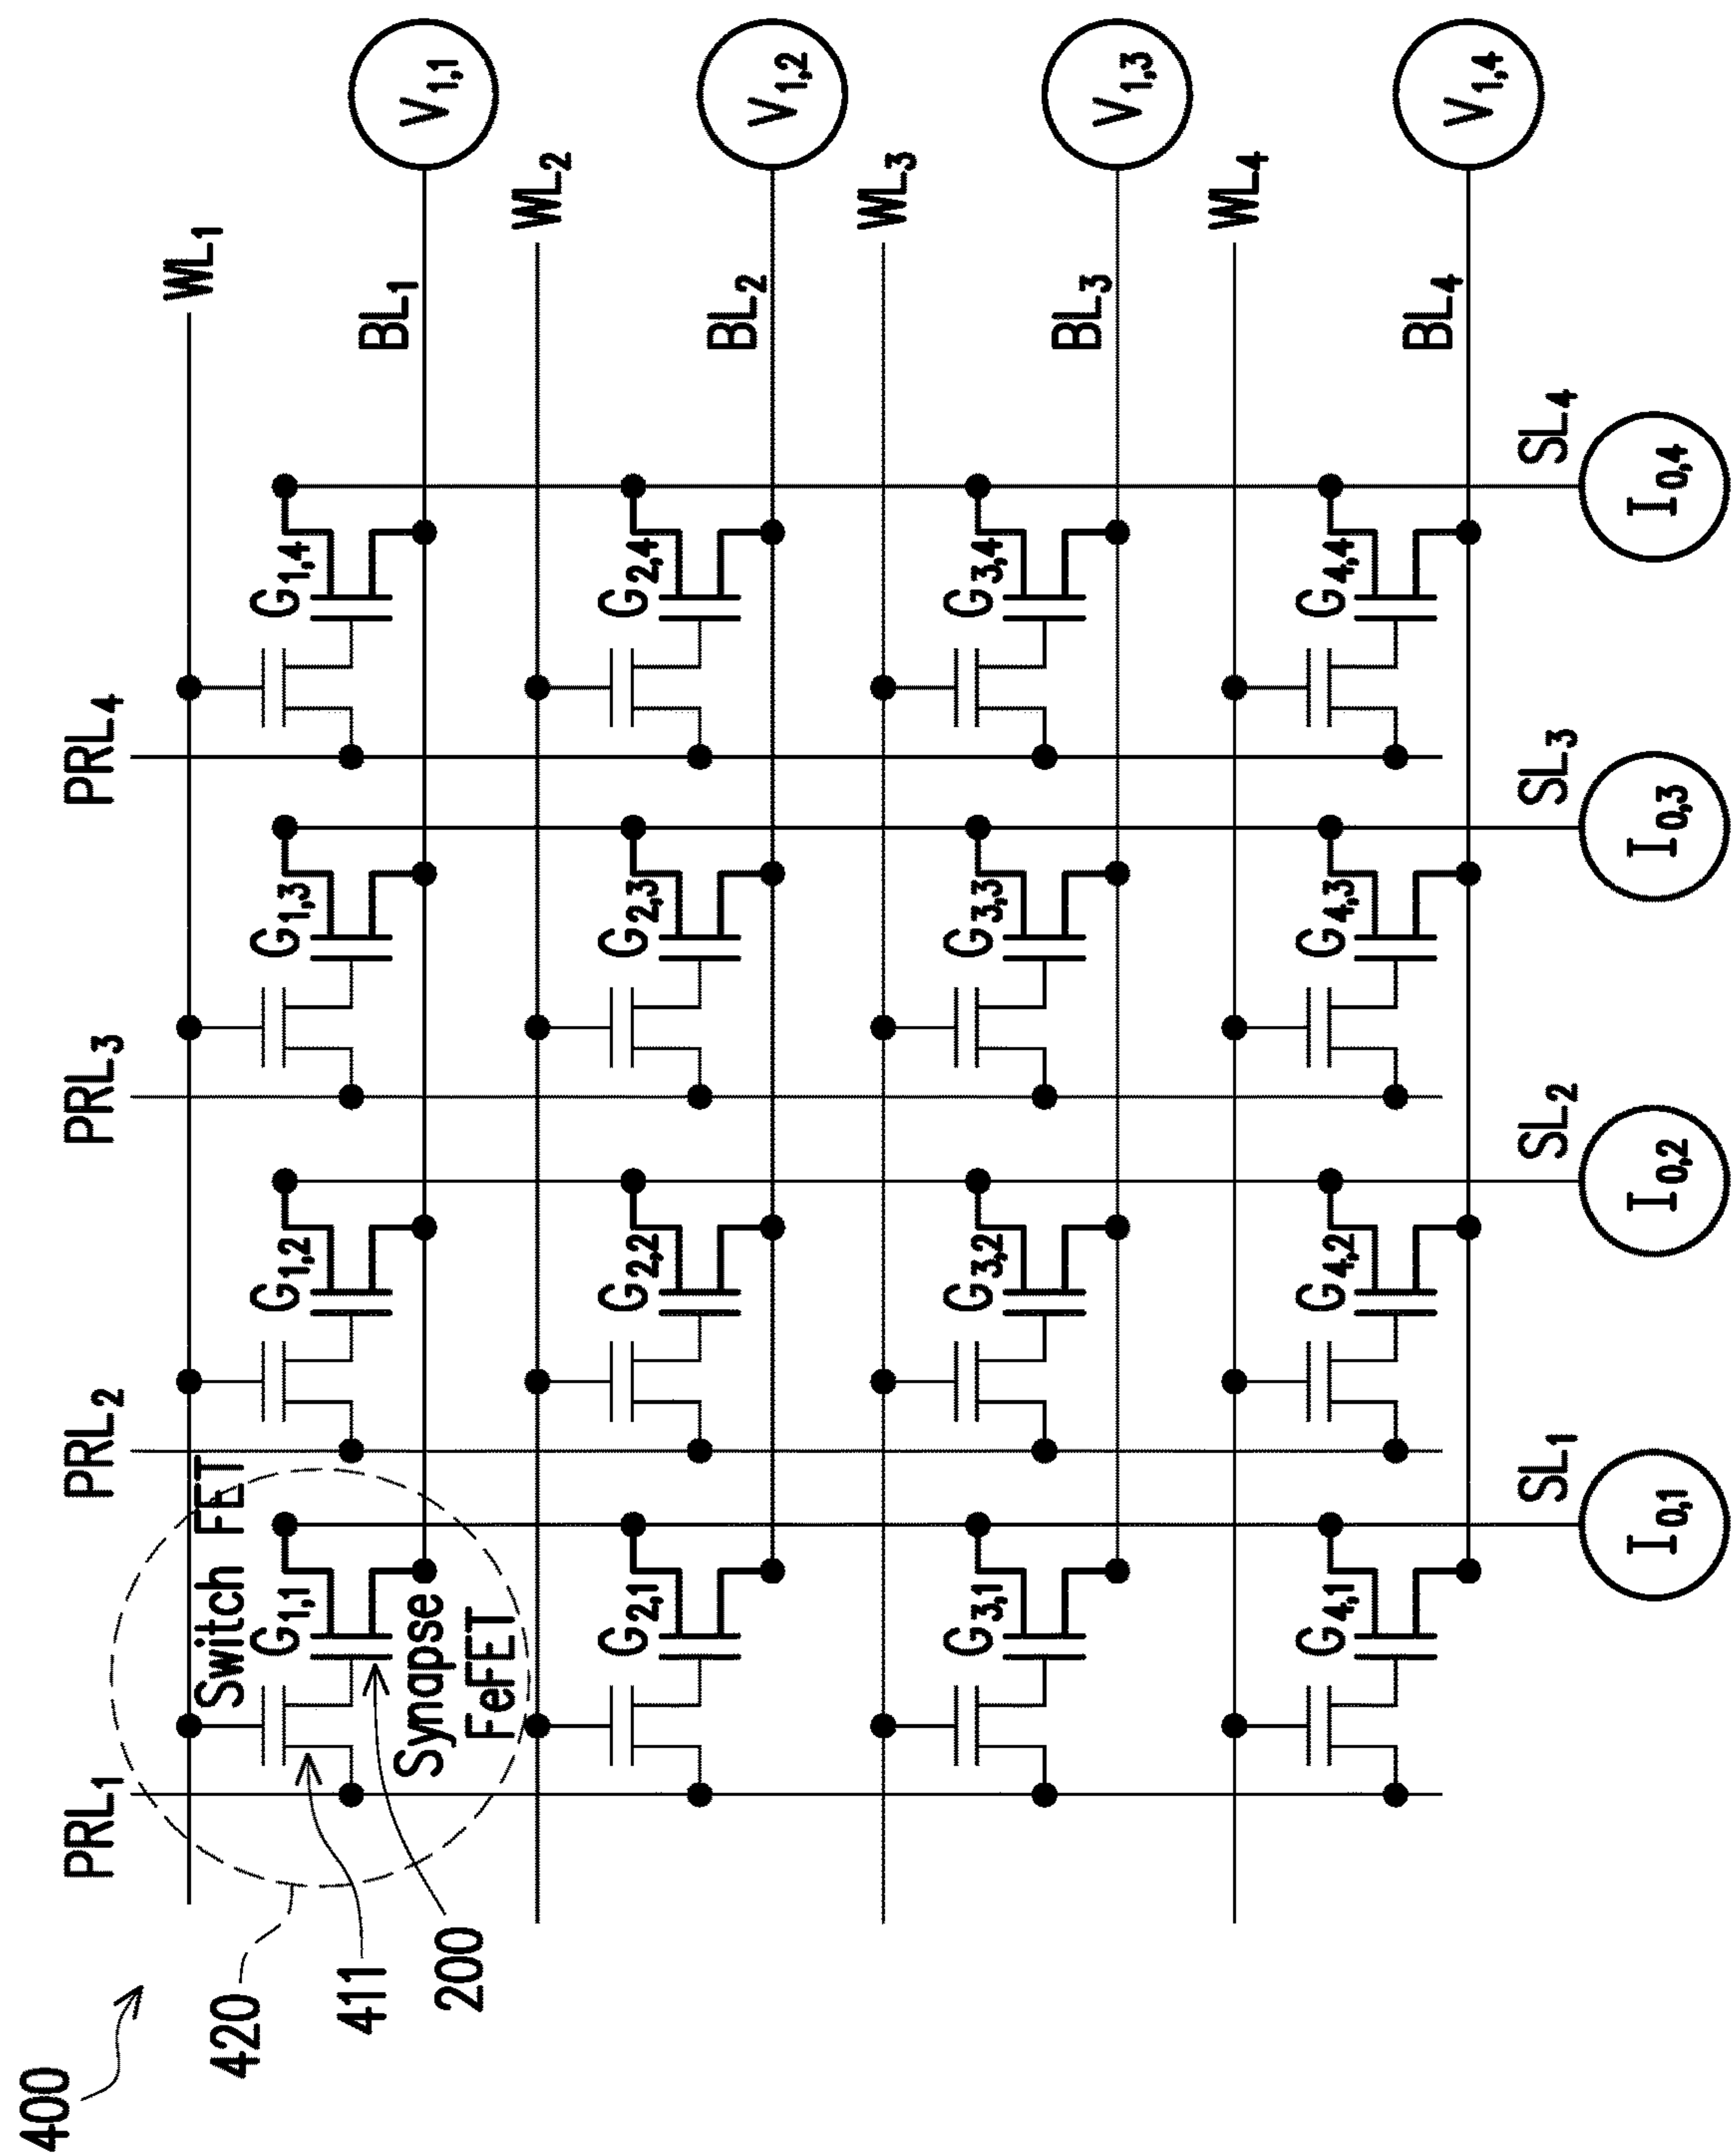 400
420
411
200
PRL1
PRL2
PRL3
PRL4
WL1
Switch FET
G1,1
G1,2
G1,3
G1,4
Synapse
FeFET
BL1
V1,1
WL2
G2,1
G2,2
G2,3
G2,4
BL2
V1,2
WL3
G3,1
G3,2
G3,3
G3,4
BL3
V1,3
WL4
G4,1
G4,2
G4,3
G4,4
BL4
V1,4
SL1
SL2
SL3
SL4
I0,1
I0,2
I0,3
I0,4